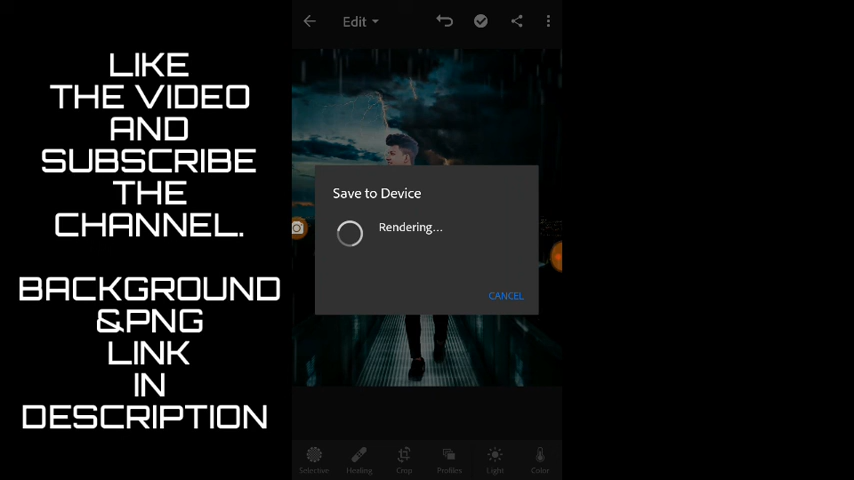 LIKE
THE VIDEO
AND
SUBSCRIBE
THE
CHANNEL.
BACKGROUND
&PNG
LINK
IN
DESCRIPTION
Edit
Save to Device
Rendering...
CANCEL
Selective Healing Crop Profiles Light Color